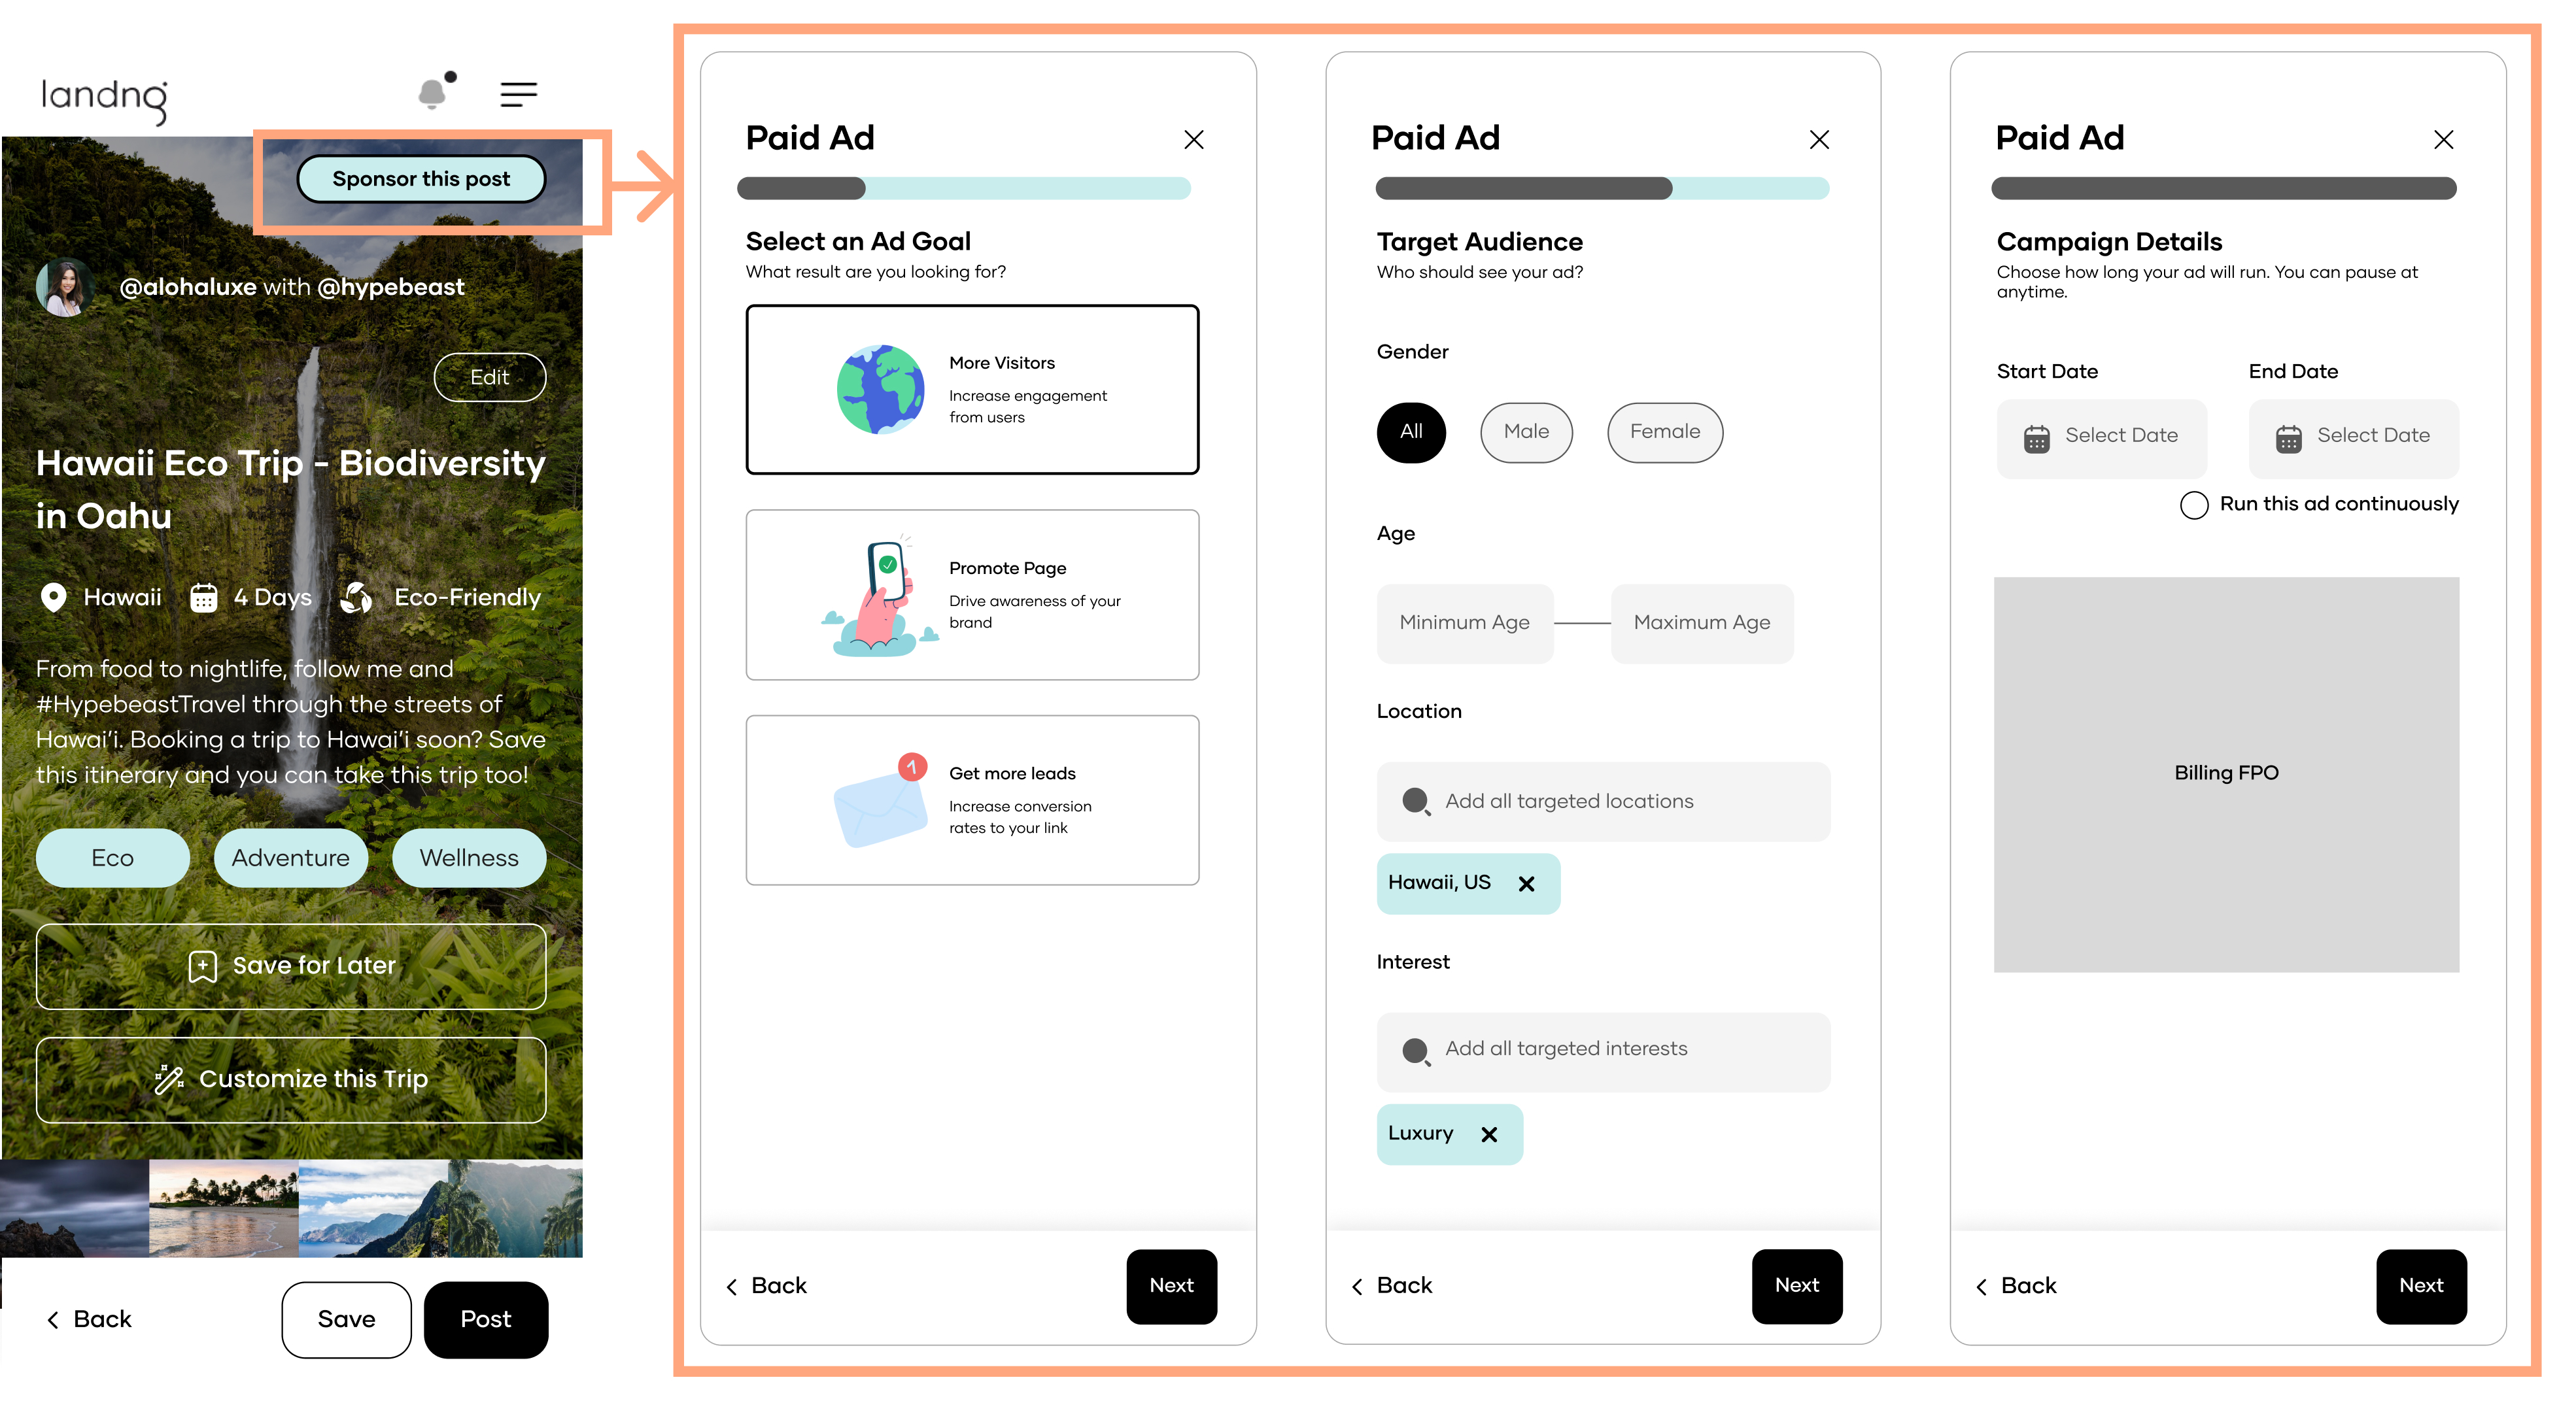 landng
Sponsor this post
@alohaluxe with @hypebeast
Edit
Hawaii Eco Trip - Biodiversity
in Oahu
Hawaii
4 Days
Eco-Friendly
From food to nightlife, follow me and
#HypebeastTravel through the streets of
Hawai'i. Booking a trip to Hawai'i soon? Save
this itinerary and you can take this trip too!
Eco
Adventure
Wellness
Save for Later
Customize this Trip
Back
Save
Post
Paid Ad
Select an Ad Goal
What result are you looking for?
More Visitors
Increase engagement
from users
Promote Page
Drive awareness of your
brand
1
Get more leads
Increase conversion
rates to your link
Back
Next
Paid Ad
Target Audience
Who should see your ad?
Gender
All
Male
Female
Age
Minimum Age
Maximum Age
Location
Add all targeted locations
Hawaii, US
Interest
Add all targeted interests
Luxury
Back
Next
Paid Ad
Campaign Details
Choose how long your ad will run. You can pause at
anytime.
Start Date
End Date
Select Date
Select Date
Run this ad continuously
Billing FPO
Back
Next